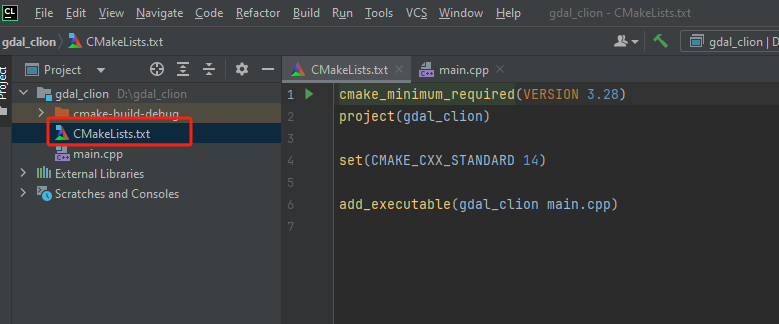 CL File Edit View Navigate Code Refactor Build Run Tools VCS Window Help gdal_clion - CMakeLists.txt
gdal_clion CMakeLists.txt gdal_clion | D
Project Project CMakeLists.txt main.cpp
gdal_clion D:\gdal_clion
cmake-build-debug
CMakeLists.txt
main.cpp
External Libraries
Scratches and Consoles
1 cmake_minimum_required(VERSION 3.28)
2 project(gdal_clion)
3
4 set(CMAKE_CXX_STANDARD 14)
5
6 add_executable(gdal_clion main.cpp)
7